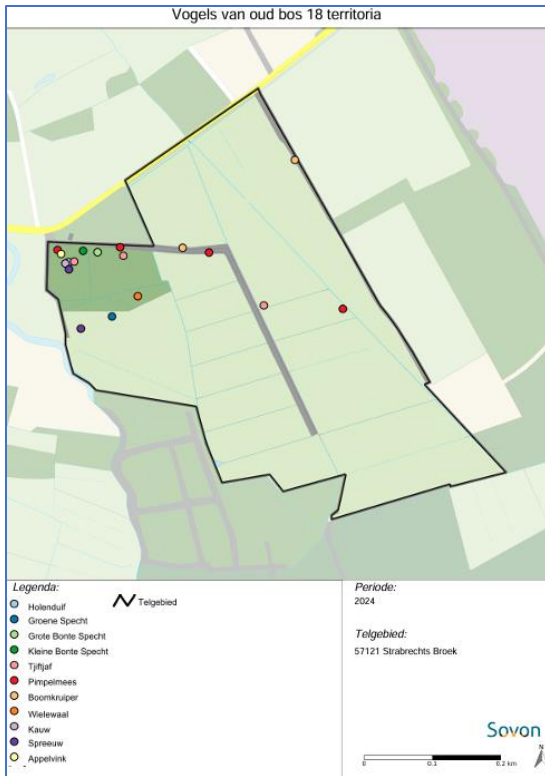 Vogels van oud bos 18 territoria
Legenda:
Holenduif
Groene Specht
Grote Bonte Specht
Kleine Bonte Specht
Tjiftjaf
Pimpelmees
Boomkruiper
Wielewaal
Kauw
Spreeuw
Appelvink
Telgebied
Periode:
2024
Telgebied:
57121 Strabrechts Broek
Sovon
0 0.1 0.2 km
N